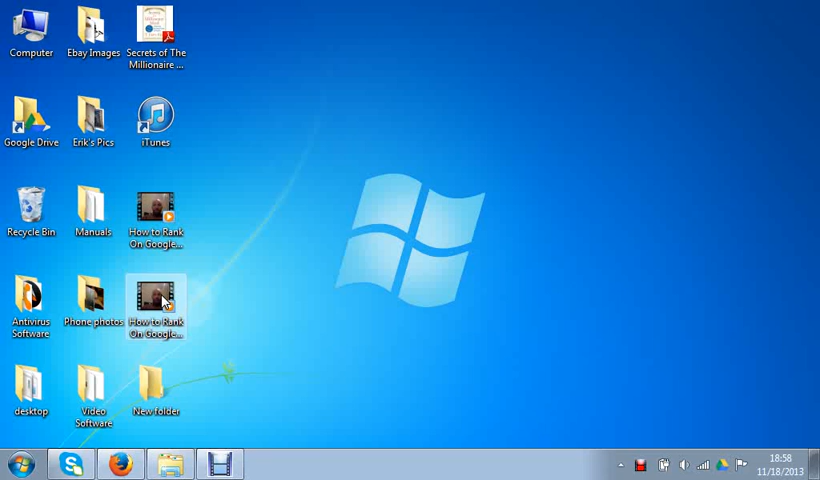 Computer
Ebay Images
Secrets of The
Millionaire ...
Google Drive
Erik's Pics
iTunes
Recycle Bin
Manuals
How to Rank
On Google...
Antivirus
Software
Phone photos
How to Rank
On Google...
desktop
Video
Software
New folder
18:58
11/18/2013